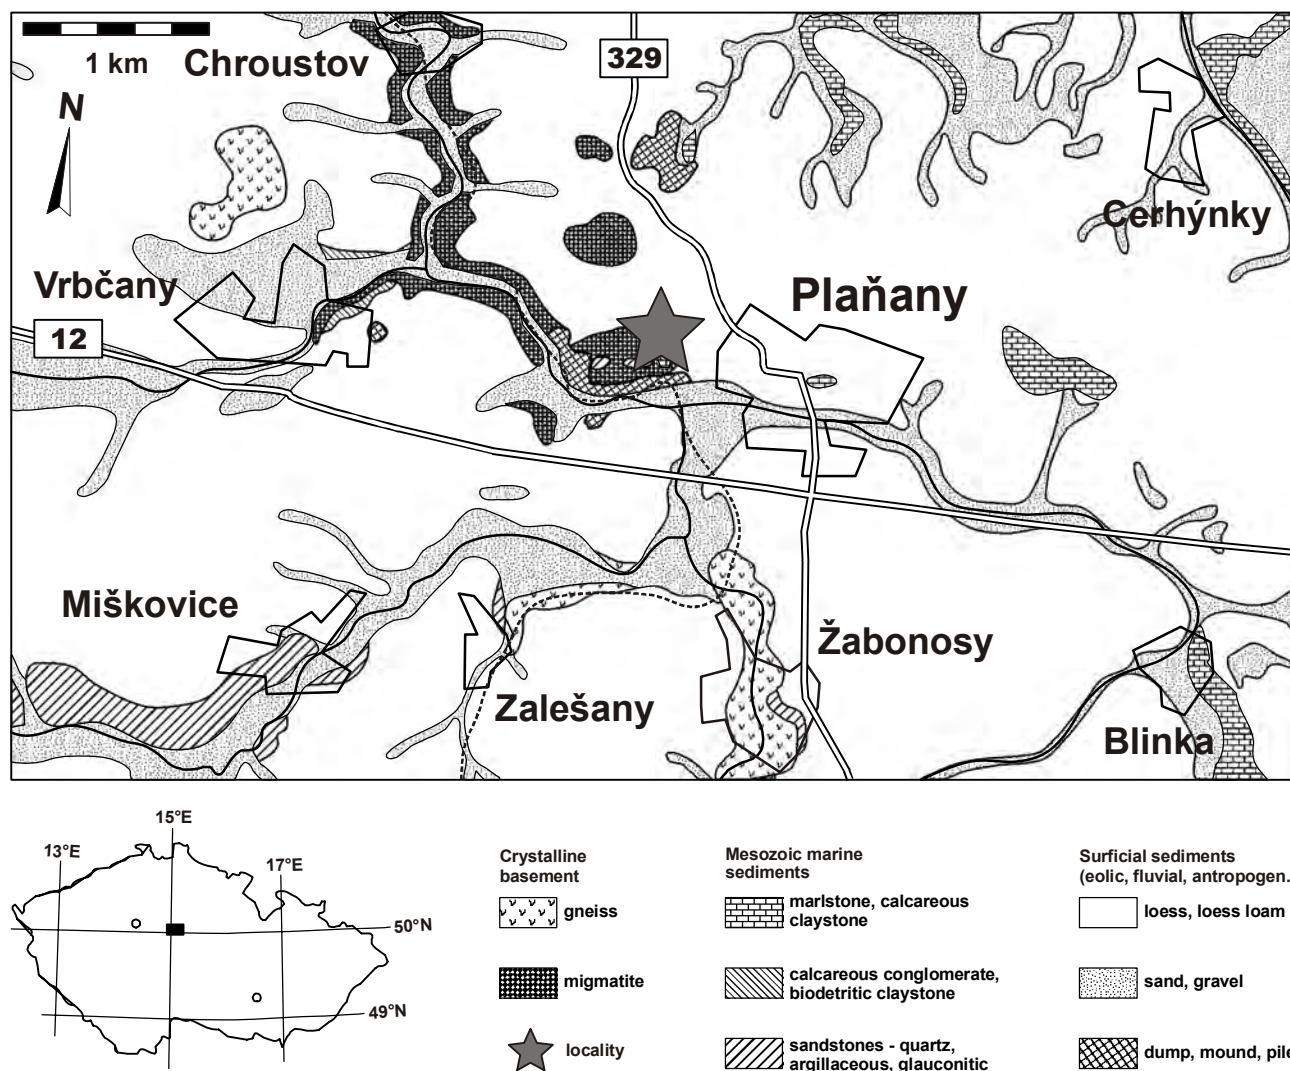 1 km
Chroustov
329
N
Cerhýnky
Vrbčany
Plaňany
12
Miškovice
Žabonosy
Zalešany
Blinka
15°E
13°E
17°E
50°N
49°N
Crystalline
basement
gneiss
migmatite
locality
Mesozoic marine
sediments
marlstone, calcareous
claystone
calcareous conglomerate,
biodetritic claystone
sandstones - quartz,
argillaceous, glauconitic
Surficial sediments
(eolic, fluvial, antropogen.
loess, loess loam
sand, gravel
dump, mound, pile